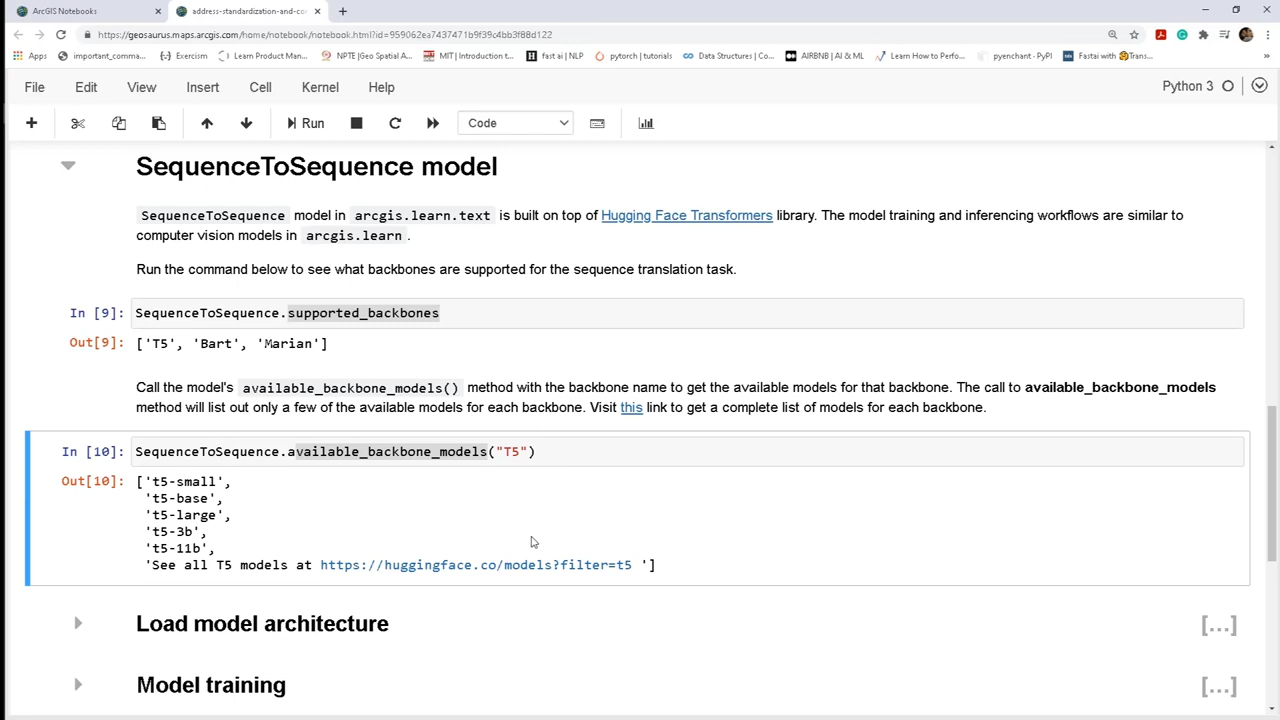 ArcGIS Notebooks
address-standardization-and-co
https://geosaurus.maps.arcgis.com/home/notebook/notebook.html?id=959062ea7437471b9f39c4bb3f88d122
Apps important_comma... Exercism Learn Product Man... NPTE |Geo Spatial A... MIT | Introduction t... fast ai | NLP pytorch | tutorials Data Structures | Co... AIRBNB | AI & ML Learn How to Perfo... pyenchant · PyPI Fastai with 🤗Trans... »
File Edit View Insert Cell Kernel Help Python 3
Run Code
SequenceToSequence model
SequenceToSequence model in arcgis.learn.text is built on top of Hugging Face Transformers library. The model training and inferencing workflows are similar to
computer vision models in arcgis.learn .
Run the command below to see what backbones are supported for the sequence translation task.
In [9]: SequenceToSequence.supported_backbones
Out[9]: ['T5', 'Bart', 'Marian']
Call the model's available_backbone_models() method with the backbone name to get the available models for that backbone. The call to available_backbone_models
method will list out only a few of the available models for each backbone. Visit this link to get a complete list of models for each backbone.
In [10]: SequenceToSequence.available_backbone_models("T5")
Out[10]: ['t5-small',
't5-base',
't5-large',
't5-3b',
't5-11b',
'See all T5 models at https://huggingface.co/models?filter=t5 ']
Load model architecture [...]
Model training [...]